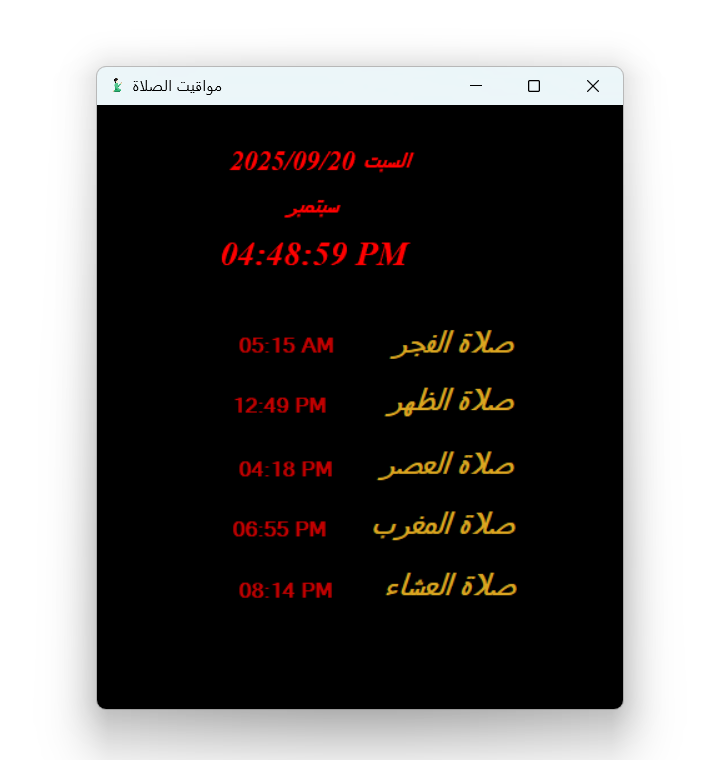 مواقيت الصلاة
السبت 2025/09/20
سبتمبر
04:48:59 PM
صلاة الفجر 05:15 AM
صلاة الظهر 12:49 PM
صلاة العصر 04:18 PM
صلاة المغرب 06:55 PM
صلاة العشاء 08:14 PM